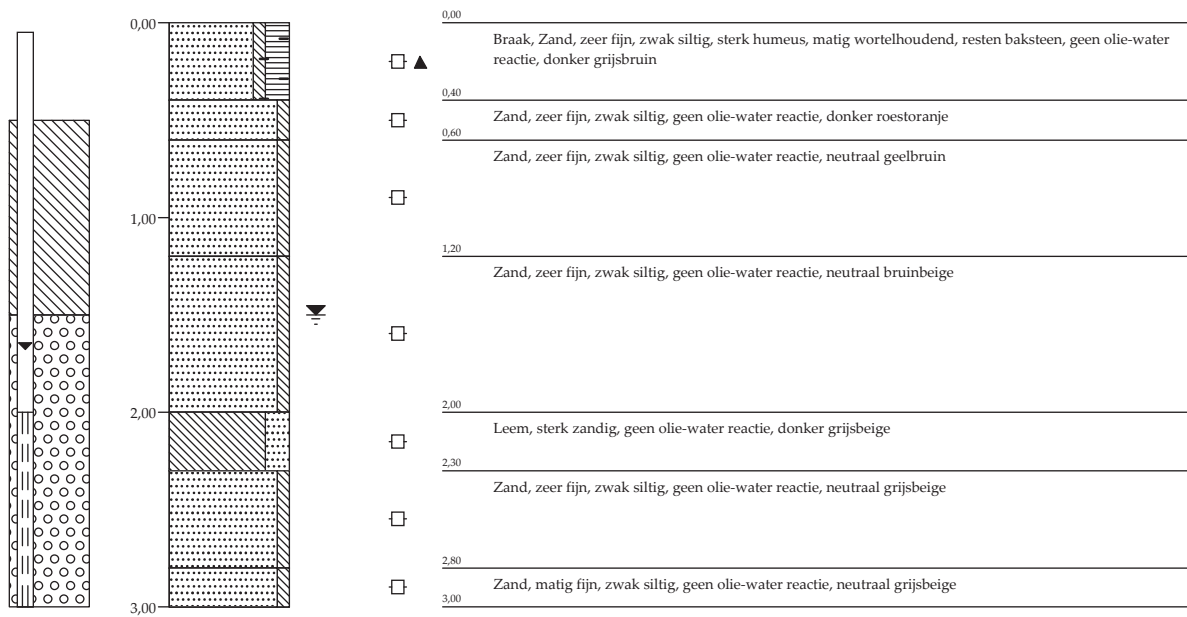 0,00
1,00
2,00
3,00
0,00
Braak, Zand, zeer fijn, zwak siltig, sterk humeus, matig wortelhoudend, resten baksteen, geen olie-water
reactie, donker grijsbruin
0,40
Zand, zeer fijn, zwak siltig, geen olie-water reactie, donker roestoranje
0,60
Zand, zeer fijn, zwak siltig, geen olie-water reactie, neutraal geelbruin
1,20
Zand, zeer fijn, zwak siltig, geen olie-water reactie, neutraal bruinbeige
2,00
Leem, sterk zandig, geen olie-water reactie, donker grijsbeige
2,30
Zand, zeer fijn, zwak siltig, geen olie-water reactie, neutraal grijsbeige
2,80
Zand, matig fijn, zwak siltig, geen olie-water reactie, neutraal grijsbeige
3,00